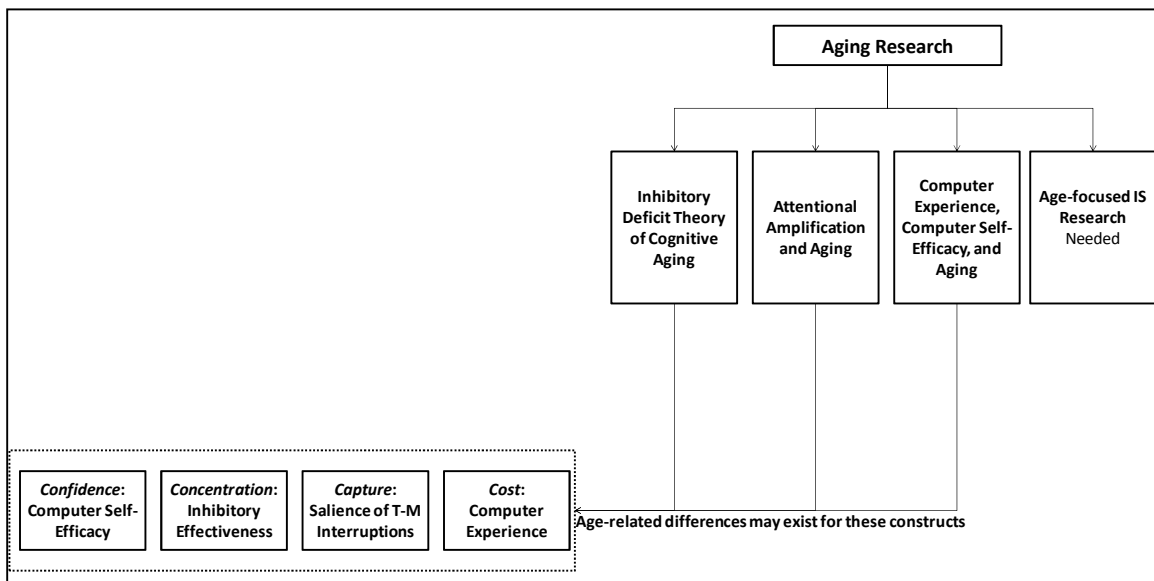 Aging Research
Inhibitory
Deficit Theory
of Cognitive
Aging
Attentional
Amplification
and Aging
Computer
Experience,
Computer Self-
Efficacy, and
Aging
Age-focused IS
Research
Needed
Confidence:
Computer Self-
Efficacy
Concentration:
Inhibitory
Effectiveness
Capture:
Salience of T-M
Interruptions
Cost:
Computer
Experience
Age-related differences may exist for these constructs